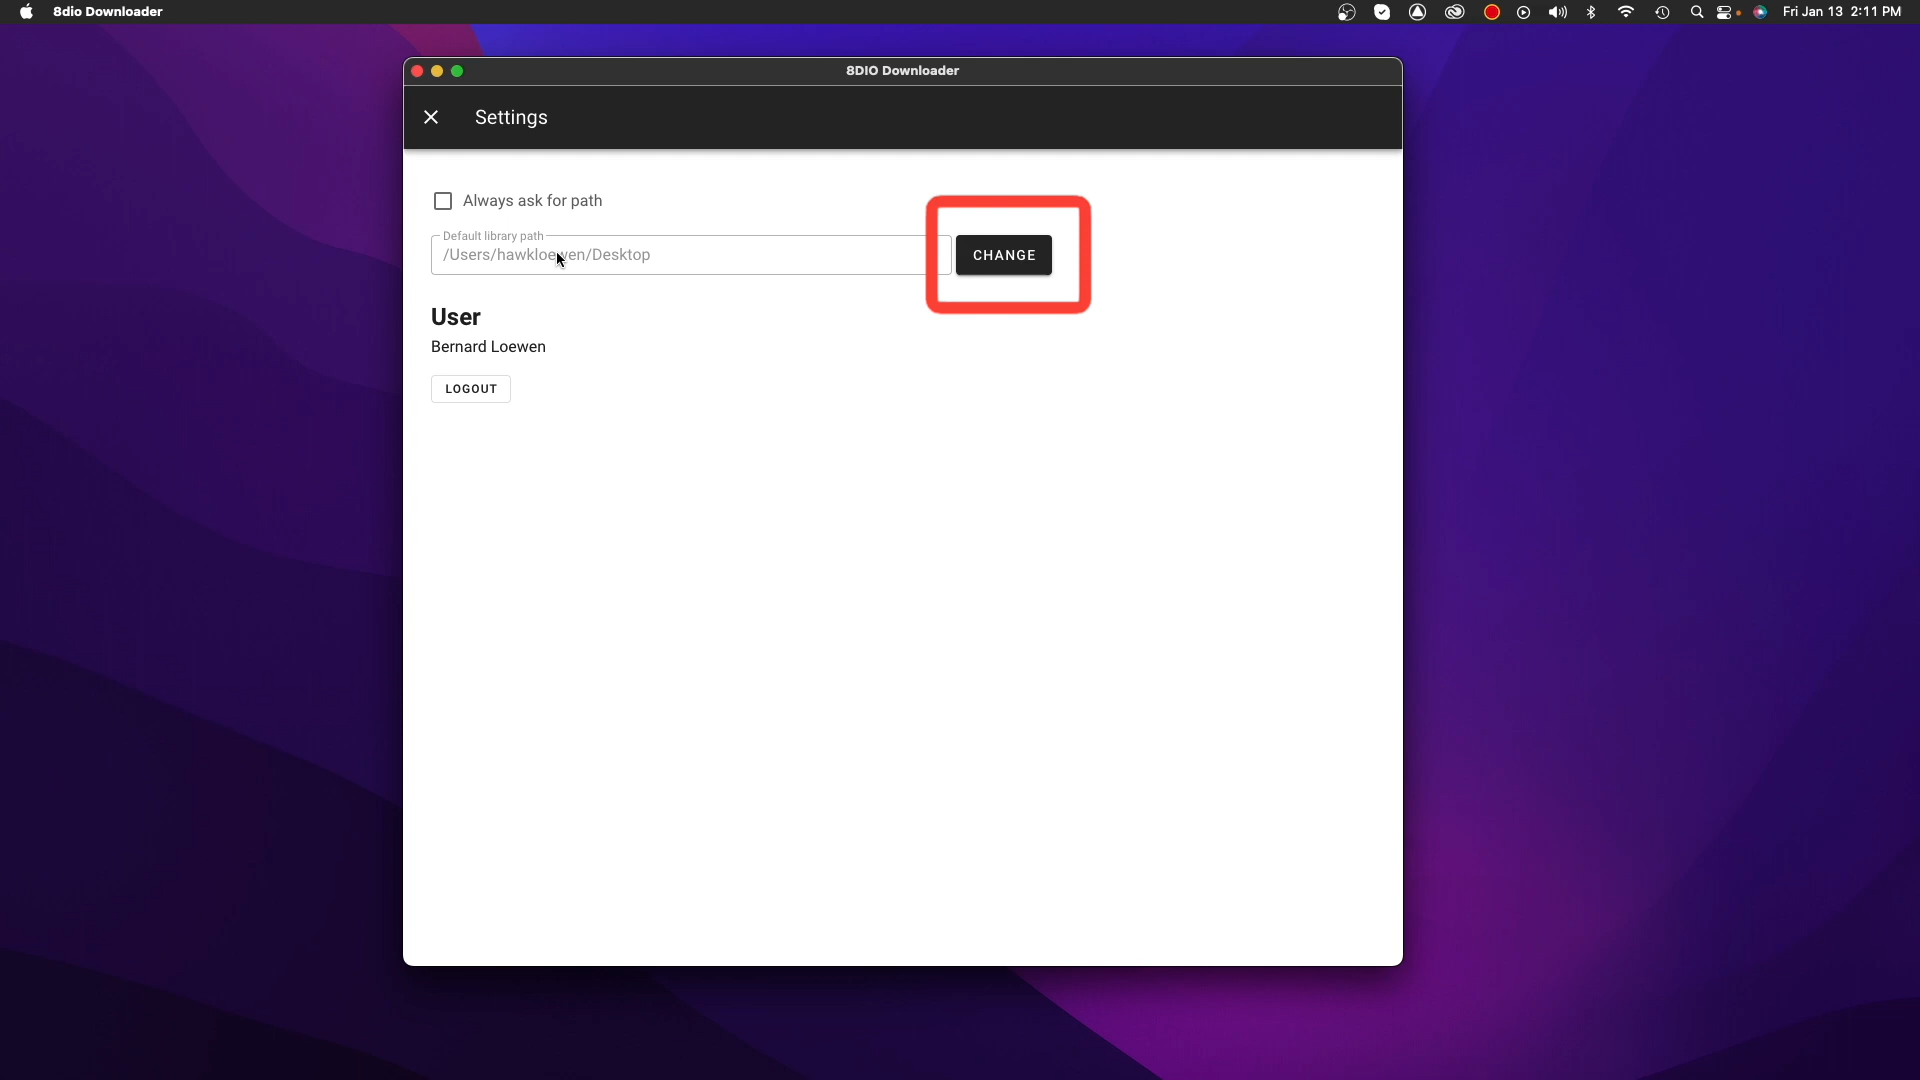 8dio Downloader
Fri Jan 13 2:11 PM
8DIO Downloader
Settings
Always ask for path
Default library path
/Users/hawkloewen/Desktop
CHANGE
User
Bernard Loewen
LOGOUT